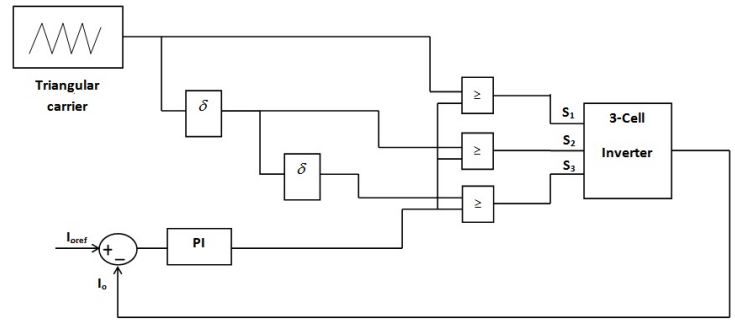 Triangular
carrier
δ
δ
≥
≥
≥
S₁
S₂
S₃
3-Cell
Inverter
Iₒᵣₑf
+
−
PI
Iₒ